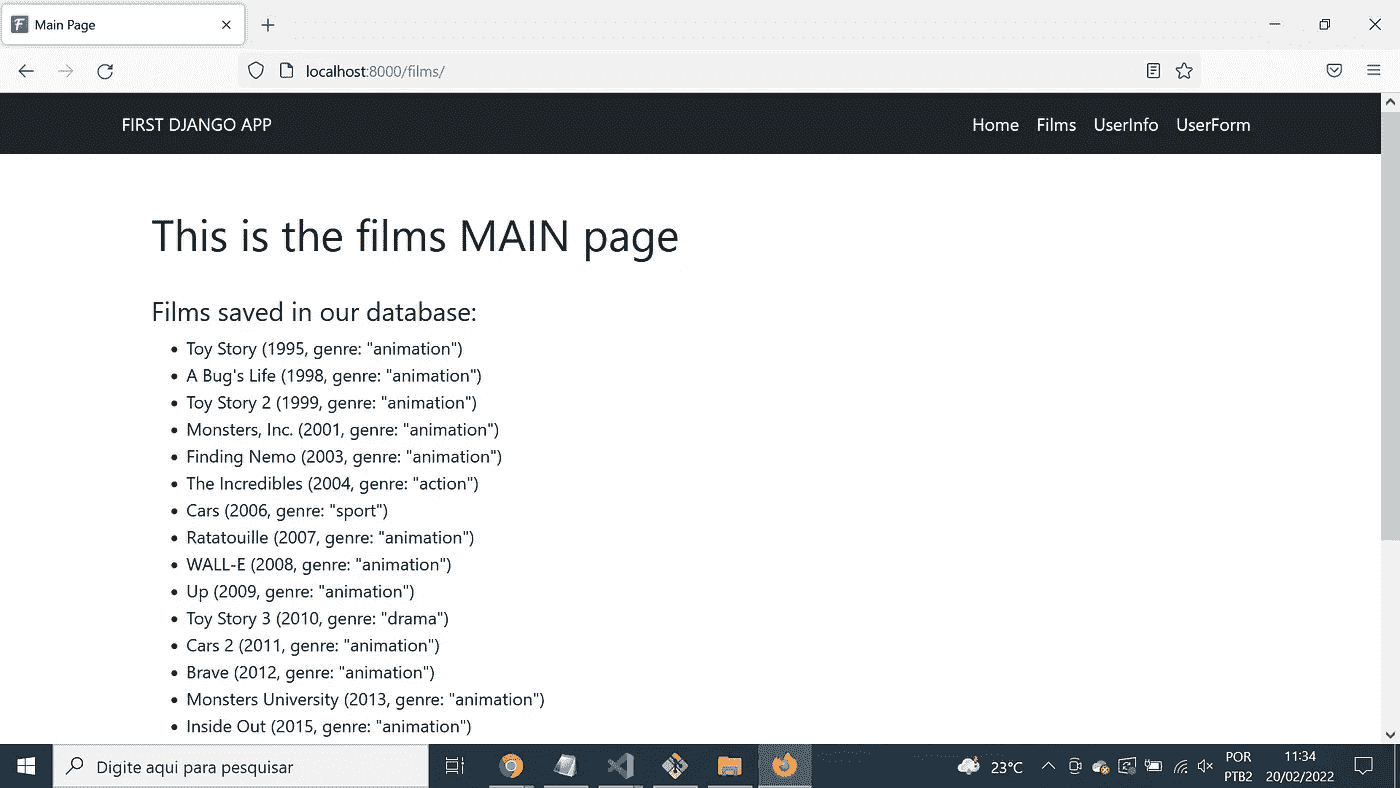 Main Page
localhost:8000/films/
FIRST DJANGO APP Home Films UserInfo UserForm
This is the films MAIN page
Films saved in our database:
• Toy Story (1995, genre: "animation")
• A Bug's Life (1998, genre: "animation")
• Toy Story 2 (1999, genre: "animation")
• Monsters, Inc. (2001, genre: "animation")
• Finding Nemo (2003, genre: "animation")
• The Incredibles (2004, genre: "action")
• Cars (2006, genre: "sport")
• Ratatouille (2007, genre: "animation")
• WALL-E (2008, genre: "animation")
• Up (2009, genre: "animation")
• Toy Story 3 (2010, genre: "drama")
• Cars 2 (2011, genre: "animation")
• Brave (2012, genre: "animation")
• Monsters University (2013, genre: "animation")
• Inside Out (2015, genre: "animation")
Digite aqui para pesquisar 23°C POR 11:34
PTB2 20/02/2022